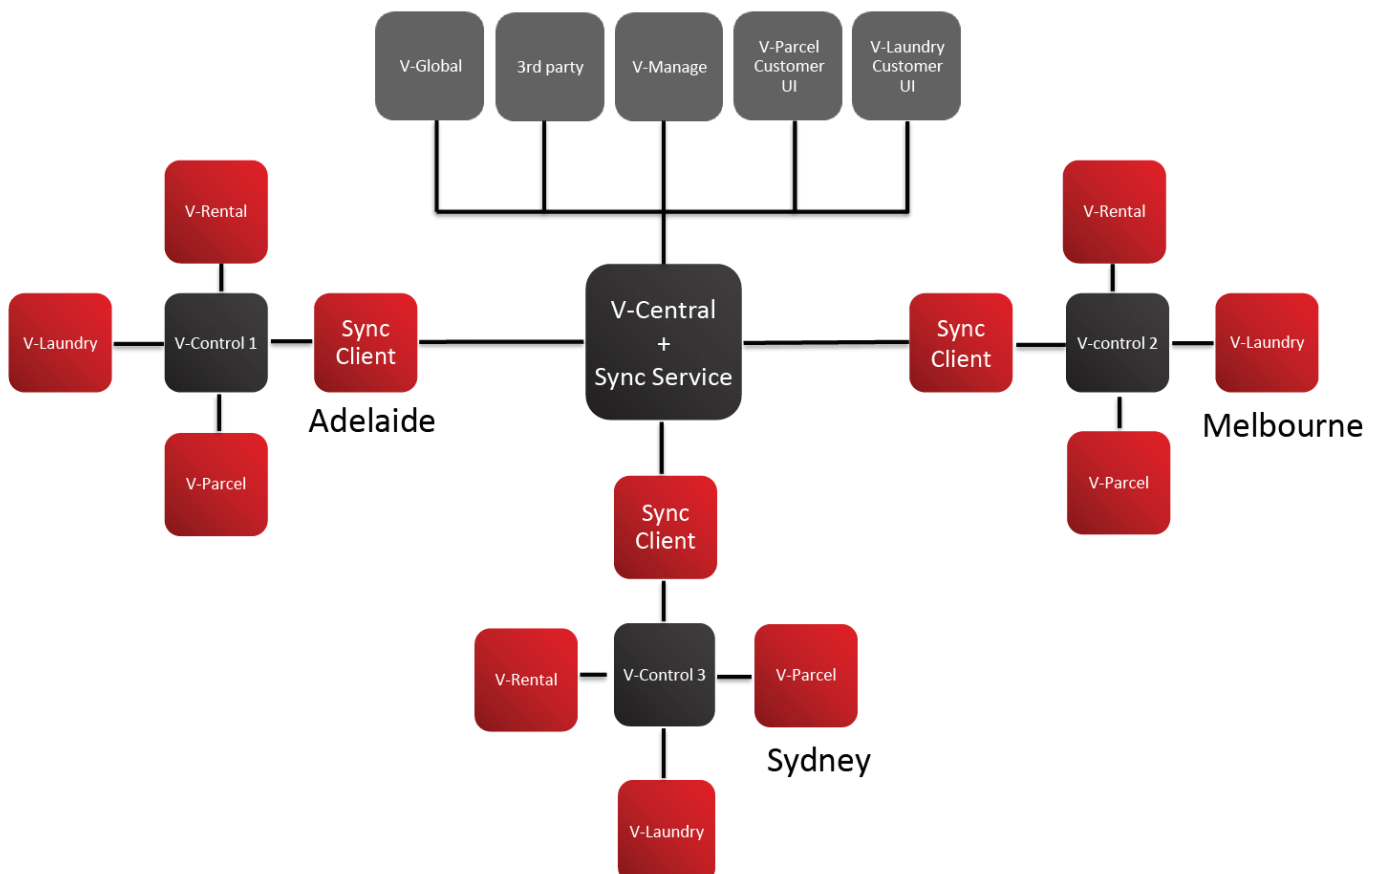 V-Global
3rd party
V-Manage
V-Parcel
Customer
UI
V-Laundry
Customer
UI
V-Rental
V-Laundry
V-Control 1
Sync
Client
Adelaide
V-Parcel
V-Central
+
Sync Service
V-Rental
Sync
Client
V-control 2
V-Laundry
Melbourne
V-Parcel
Sync
Client
V-Rental
V-Control 3
V-Parcel
Sydney
V-Laundry